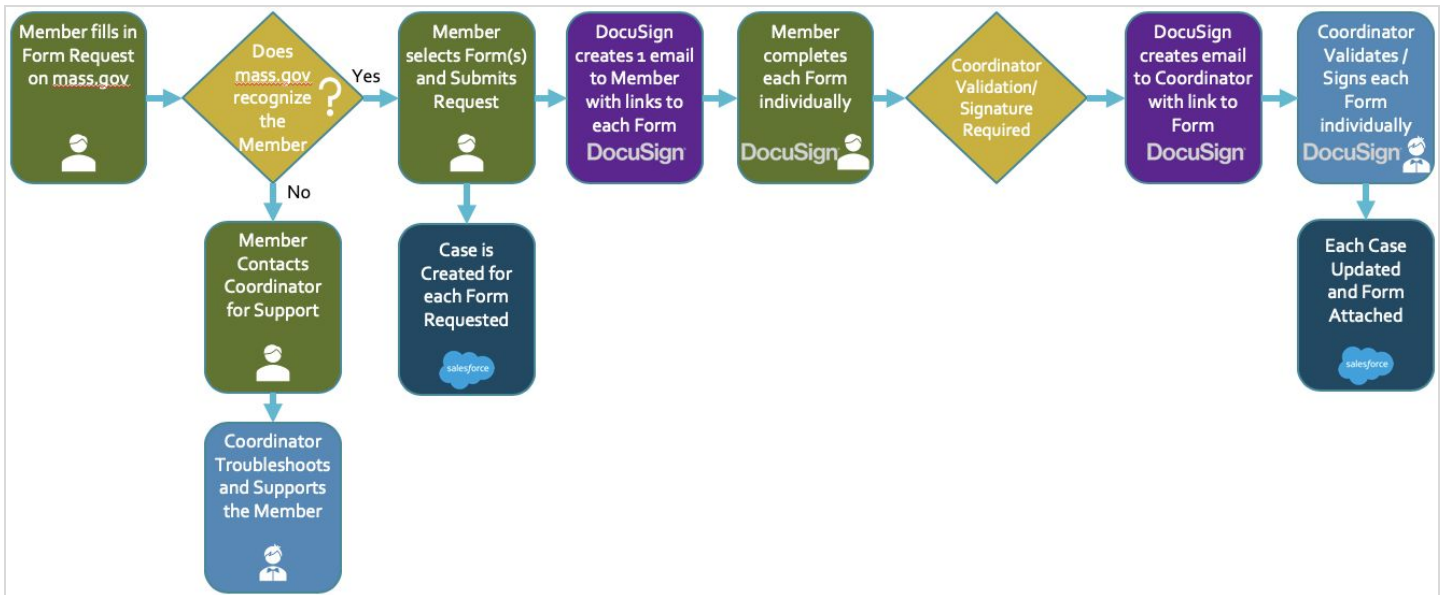 Member fills in
Form Request
on mass.gov
Does
mass.gov
recognize
the
Member
?
Yes
No
Member
selects Form(s)
and Submits
Request
DocuSign
creates 1 email
to Member
with links to
each Form
DocuSign
Member
completes
each Form
individually
DocuSign
Coordinator
Validation/
Signature
Required
DocuSign
creates email
to Coordinator
with link to
Form
DocuSign
Coordinator
Validates /
Signs each
Form
individually
DocuSign
Member
Contacts
Coordinator
for Support
Case is
Created for
each Form
Requested
salesforce
Each Case
Updated
and Form
Attached
salesforce
Coordinator
Troubleshoots
and Supports
the Member